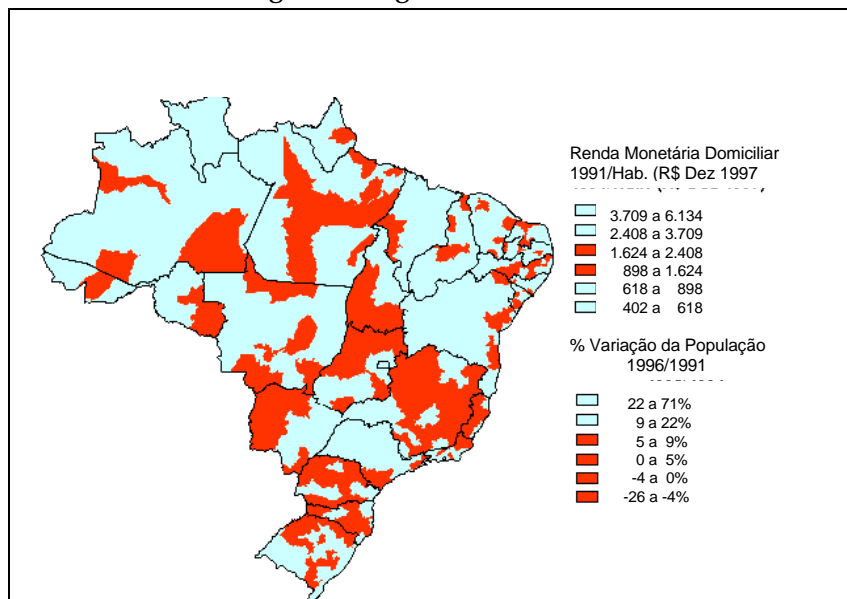 Renda Monetária Domiciliar
1991/Hab. (R$ Dez 1997
3.709 a 6.134
2.408 a 3.709
1.624 a 2.408
898 a 1.624
618 a 898
402 a 618
% Variação da População
1996/1991
22 a 71%
9 a 22%
5 a 9%
0 a 5%
-4 a 0%
-26 a -4%